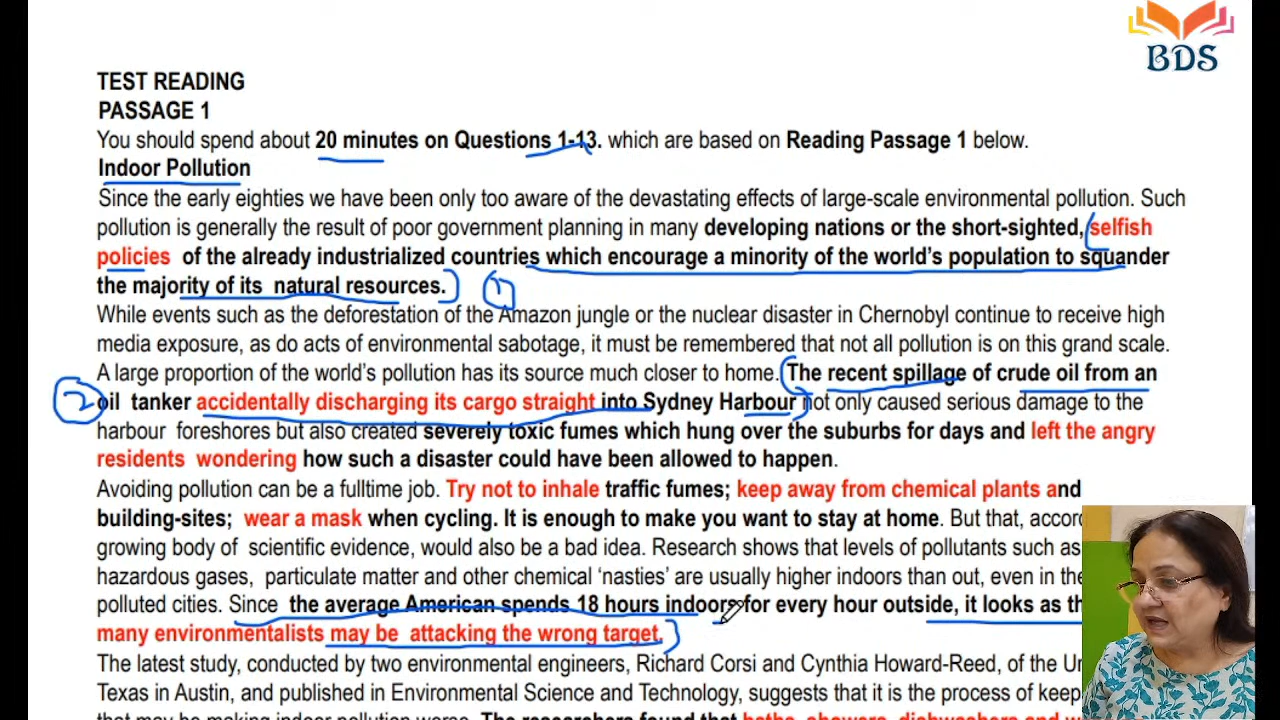 BDS
TEST READING
PASSAGE 1
You should spend about 20 minutes on Questions 1-13. which are based on Reading Passage 1 below.
Indoor Pollution
Since the early eighties we have been only too aware of the devastating effects of large-scale environmental pollution. Such
pollution is generally the result of poor government planning in many developing nations or the short-sighted, selfish
policies of the already industrialized countries which encourage a minority of the world's population to squander
the majority of its natural resources. 1
While events such as the deforestation of the Amazon jungle or the nuclear disaster in Chernobyl continue to receive high
media exposure, as do acts of environmental sabotage, it must be remembered that not all pollution is on this grand scale.
A large proportion of the world's pollution has its source much closer to home. The recent spillage of crude oil from an
2 oil tanker accidentally discharging its cargo straight into Sydney Harbour not only caused serious damage to the
harbour foreshores but also created severely toxic fumes which hung over the suburbs for days and left the angry
residents wondering how such a disaster could have been allowed to happen.
Avoiding pollution can be a fulltime job. Try not to inhale traffic fumes; keep away from chemical plants and
building-sites; wear a mask when cycling. It is enough to make you want to stay at home. But that,
growing body of scientific evidence, would also be a bad idea. Research shows that levels of pollutants such as
hazardous gases, particulate matter and other chemical 'nasties' are usually higher indoors than out, even in the
polluted cities. Since the average American spends 18 hours indoors for every hour outside, it looks as
many environmentalists may be attacking the wrong target.
The latest study, conducted by two environmental engineers, Richard Corsi and Cynthia Howard-Reed, of the
Texas in Austin, and published in Environmental Science and Technology, suggests that it is the process of
that may be making indoor pollution worse. The researchers found that baths, showers, dishwashers and